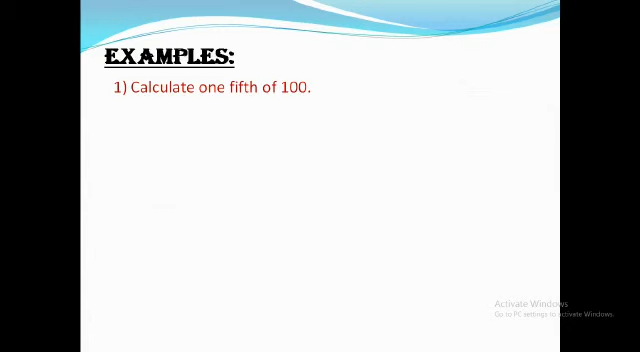 EXAMPLES:
1) Calculate one fifth of 100.
Activate Windows
Go to PC settings to activate Windows.